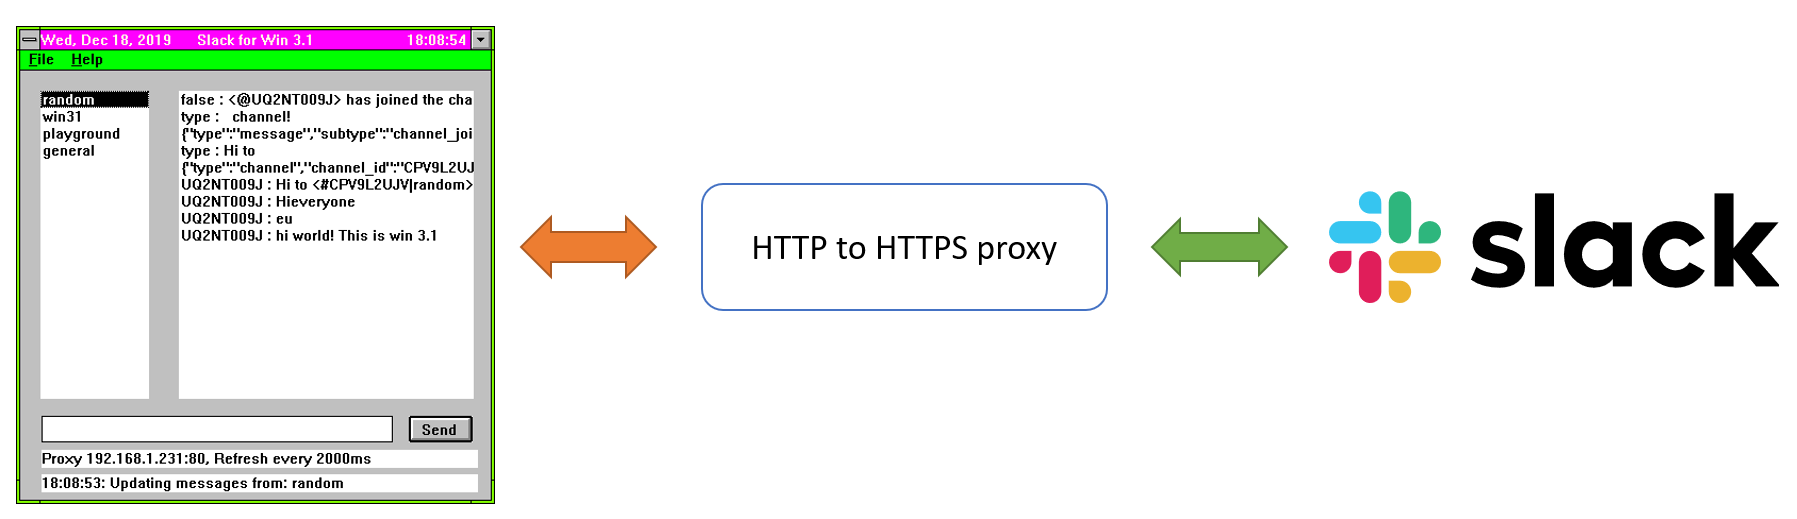 Wed, Dec 18, 2019 Slack for Win 3.1 18:08:54
File Help
random
win31
playground
general
false : <@UQ2NT009J> has joined the cha
type : channel!
{"type":"message","subtype":"channel_joi
type : Hi to
{"type":"channel","channel_id":"CPV9L2UJ
UQ2NT009J : Hi to <#CPV9L2UJV|random>
UQ2NT009J : Hieveryone
UQ2NT009J : eu
UQ2NT009J : hi world! This is win 3.1
Send
Proxy 192.168.1.231:80, Refresh every 2000ms
18:08:53: Updating messages from: random
HTTP to HTTPS proxy
slack